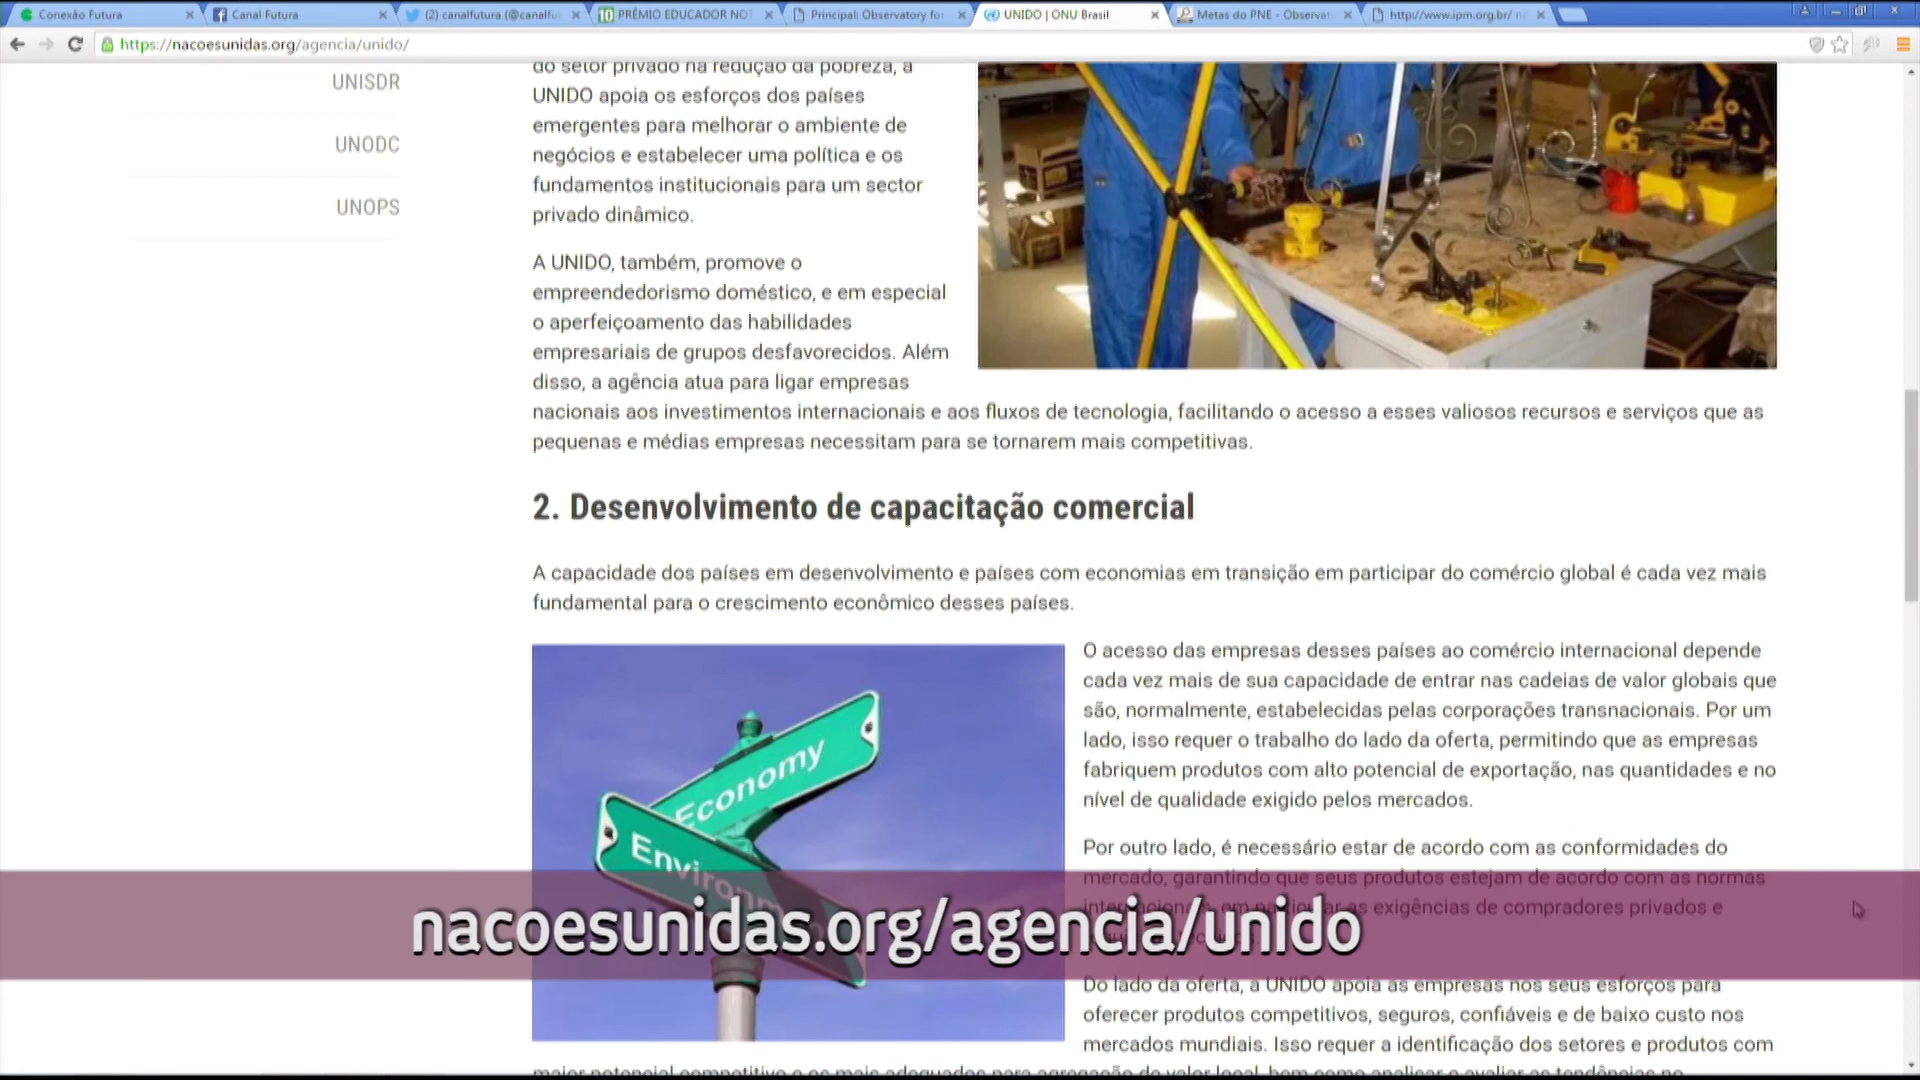 Conexão Futura
Canal Futura
(2) canalfutura (@canalfu
PRÊMIO EDUCADOR NO
Principal: Observatory fo
UNIDO | ONU Brasil
Metas do PNE - Observa
http://www.ipm.org.br/
https://nacoesunidas.org/agencia/unido/
UNISDR
UNODC
UNOPS
do setor privado na redução da pobreza, a
UNIDO apoia os esforços dos países
emergentes para melhorar o ambiente de
negócios e estabelecer uma política e os
fundamentos institucionais para um sector
privado dinâmico.
A UNIDO, também, promove o
empreendedorismo doméstico, e em especial
o aperfeiçoamento das habilidades
empresariais de grupos desfavorecidos. Além
disso, a agência atua para ligar empresas
nacionais aos investimentos internacionais e aos fluxos de tecnologia, facilitando o acesso a esses valiosos recursos e serviços que as
pequenas e médias empresas necessitam para se tornarem mais competitivas.
2. Desenvolvimento de capacitação comercial
A capacidade dos países em desenvolvimento e países com economias em transição em participar do comércio global é cada vez mais
fundamental para o crescimento econômico desses países.
Economy
Environm
O acesso das empresas desses países ao comércio internacional depende
cada vez mais de sua capacidade de entrar nas cadeias de valor globais que
são, normalmente, estabelecidas pelas corporações transnacionais. Por um
lado, isso requer o trabalho do lado da oferta, permitindo que as empresas
fabriquem produtos com alto potencial de exportação, nas quantidades e no
nível de qualidade exigido pelos mercados.
Por outro lado, é necessário estar de acordo com as conformidades do
mercado, garantindo que seus produtos estejam de acordo com as normas
internacionais, em particular as exigências de compradores privados e
nacoesunidas.org/agencia/unido
Do lado da oferta, a UNIDO apoia as empresas nos seus esforços para
oferecer produtos competitivos, seguros, confiáveis e de baixo custo nos
mercados mundiais. Isso requer a identificação dos setores e produtos com
maior potencial competitivo e os mais adequados para agregação de valor local, bem como analisar e avaliar as tendências no